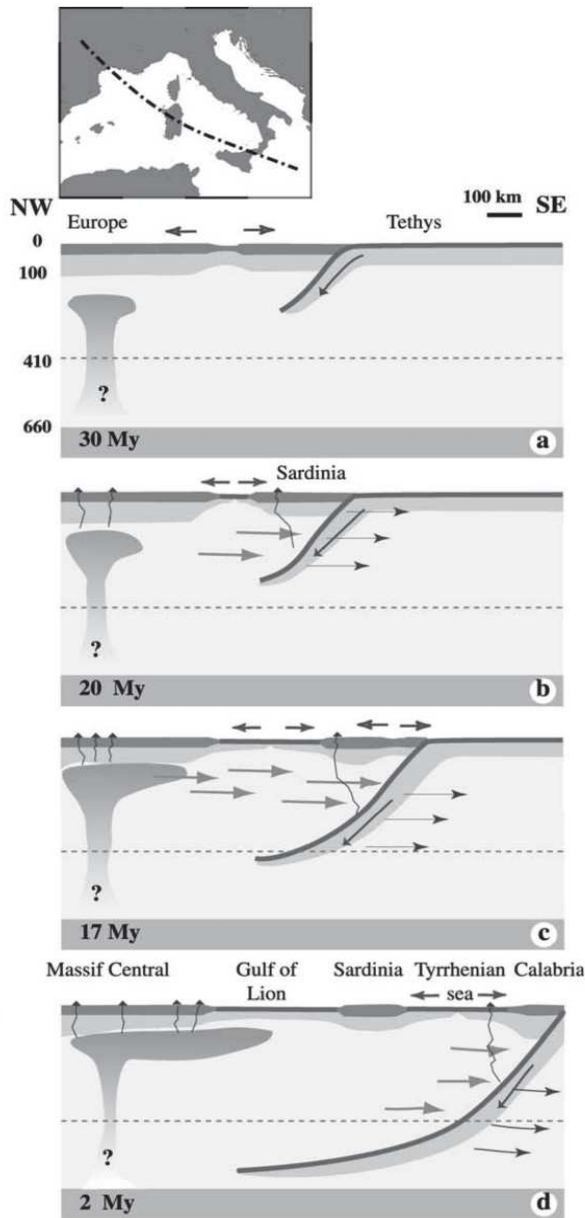 100 km
NW
SE
Europe
Tethys
0
100
410
660
?
30 My
a
Sardinia
?
20 My
b
?
17 My
c
Massif Central
Gulf of
Lion
Sardinia
Tyrrhenian
sea
Calabria
?
2 My
d